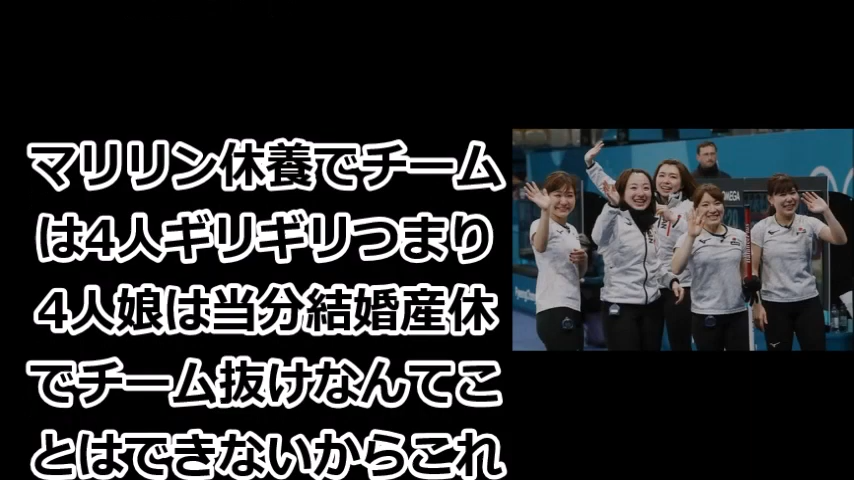 マリリン休養でチーム
は4人ギリギリつまり
4人娘は当分結婚産休
でチーム抜けなんてこ
とはできないからこれ
OMEGA